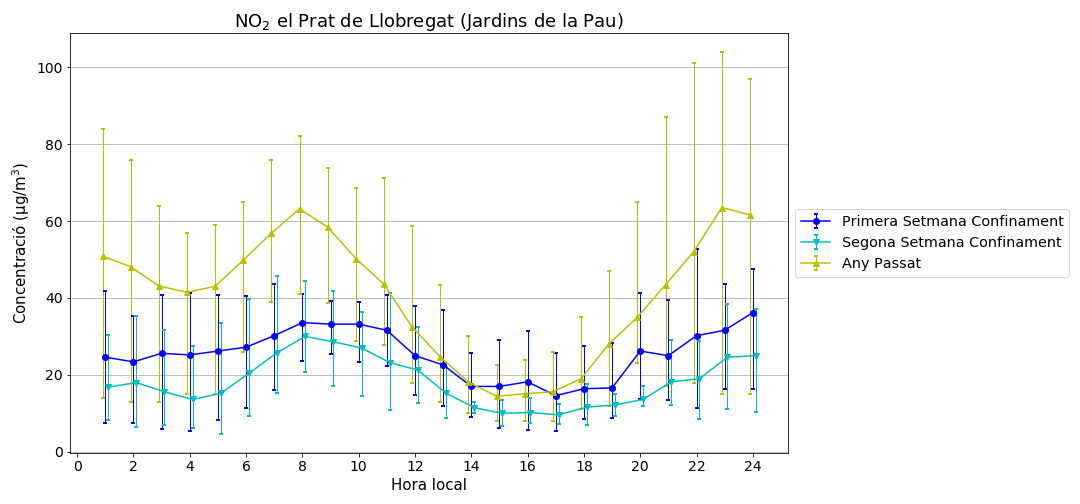 NO₂ el Prat de Llobregat (Jardins de la Pau)
Concentració (µg/m³)
100
80
60
40
20
0
0 2 4 6 8 10 12 14 16 18 20 22 24
Hora local
Primera Setmana Confinament
Segona Setmana Confinament
Any Passat